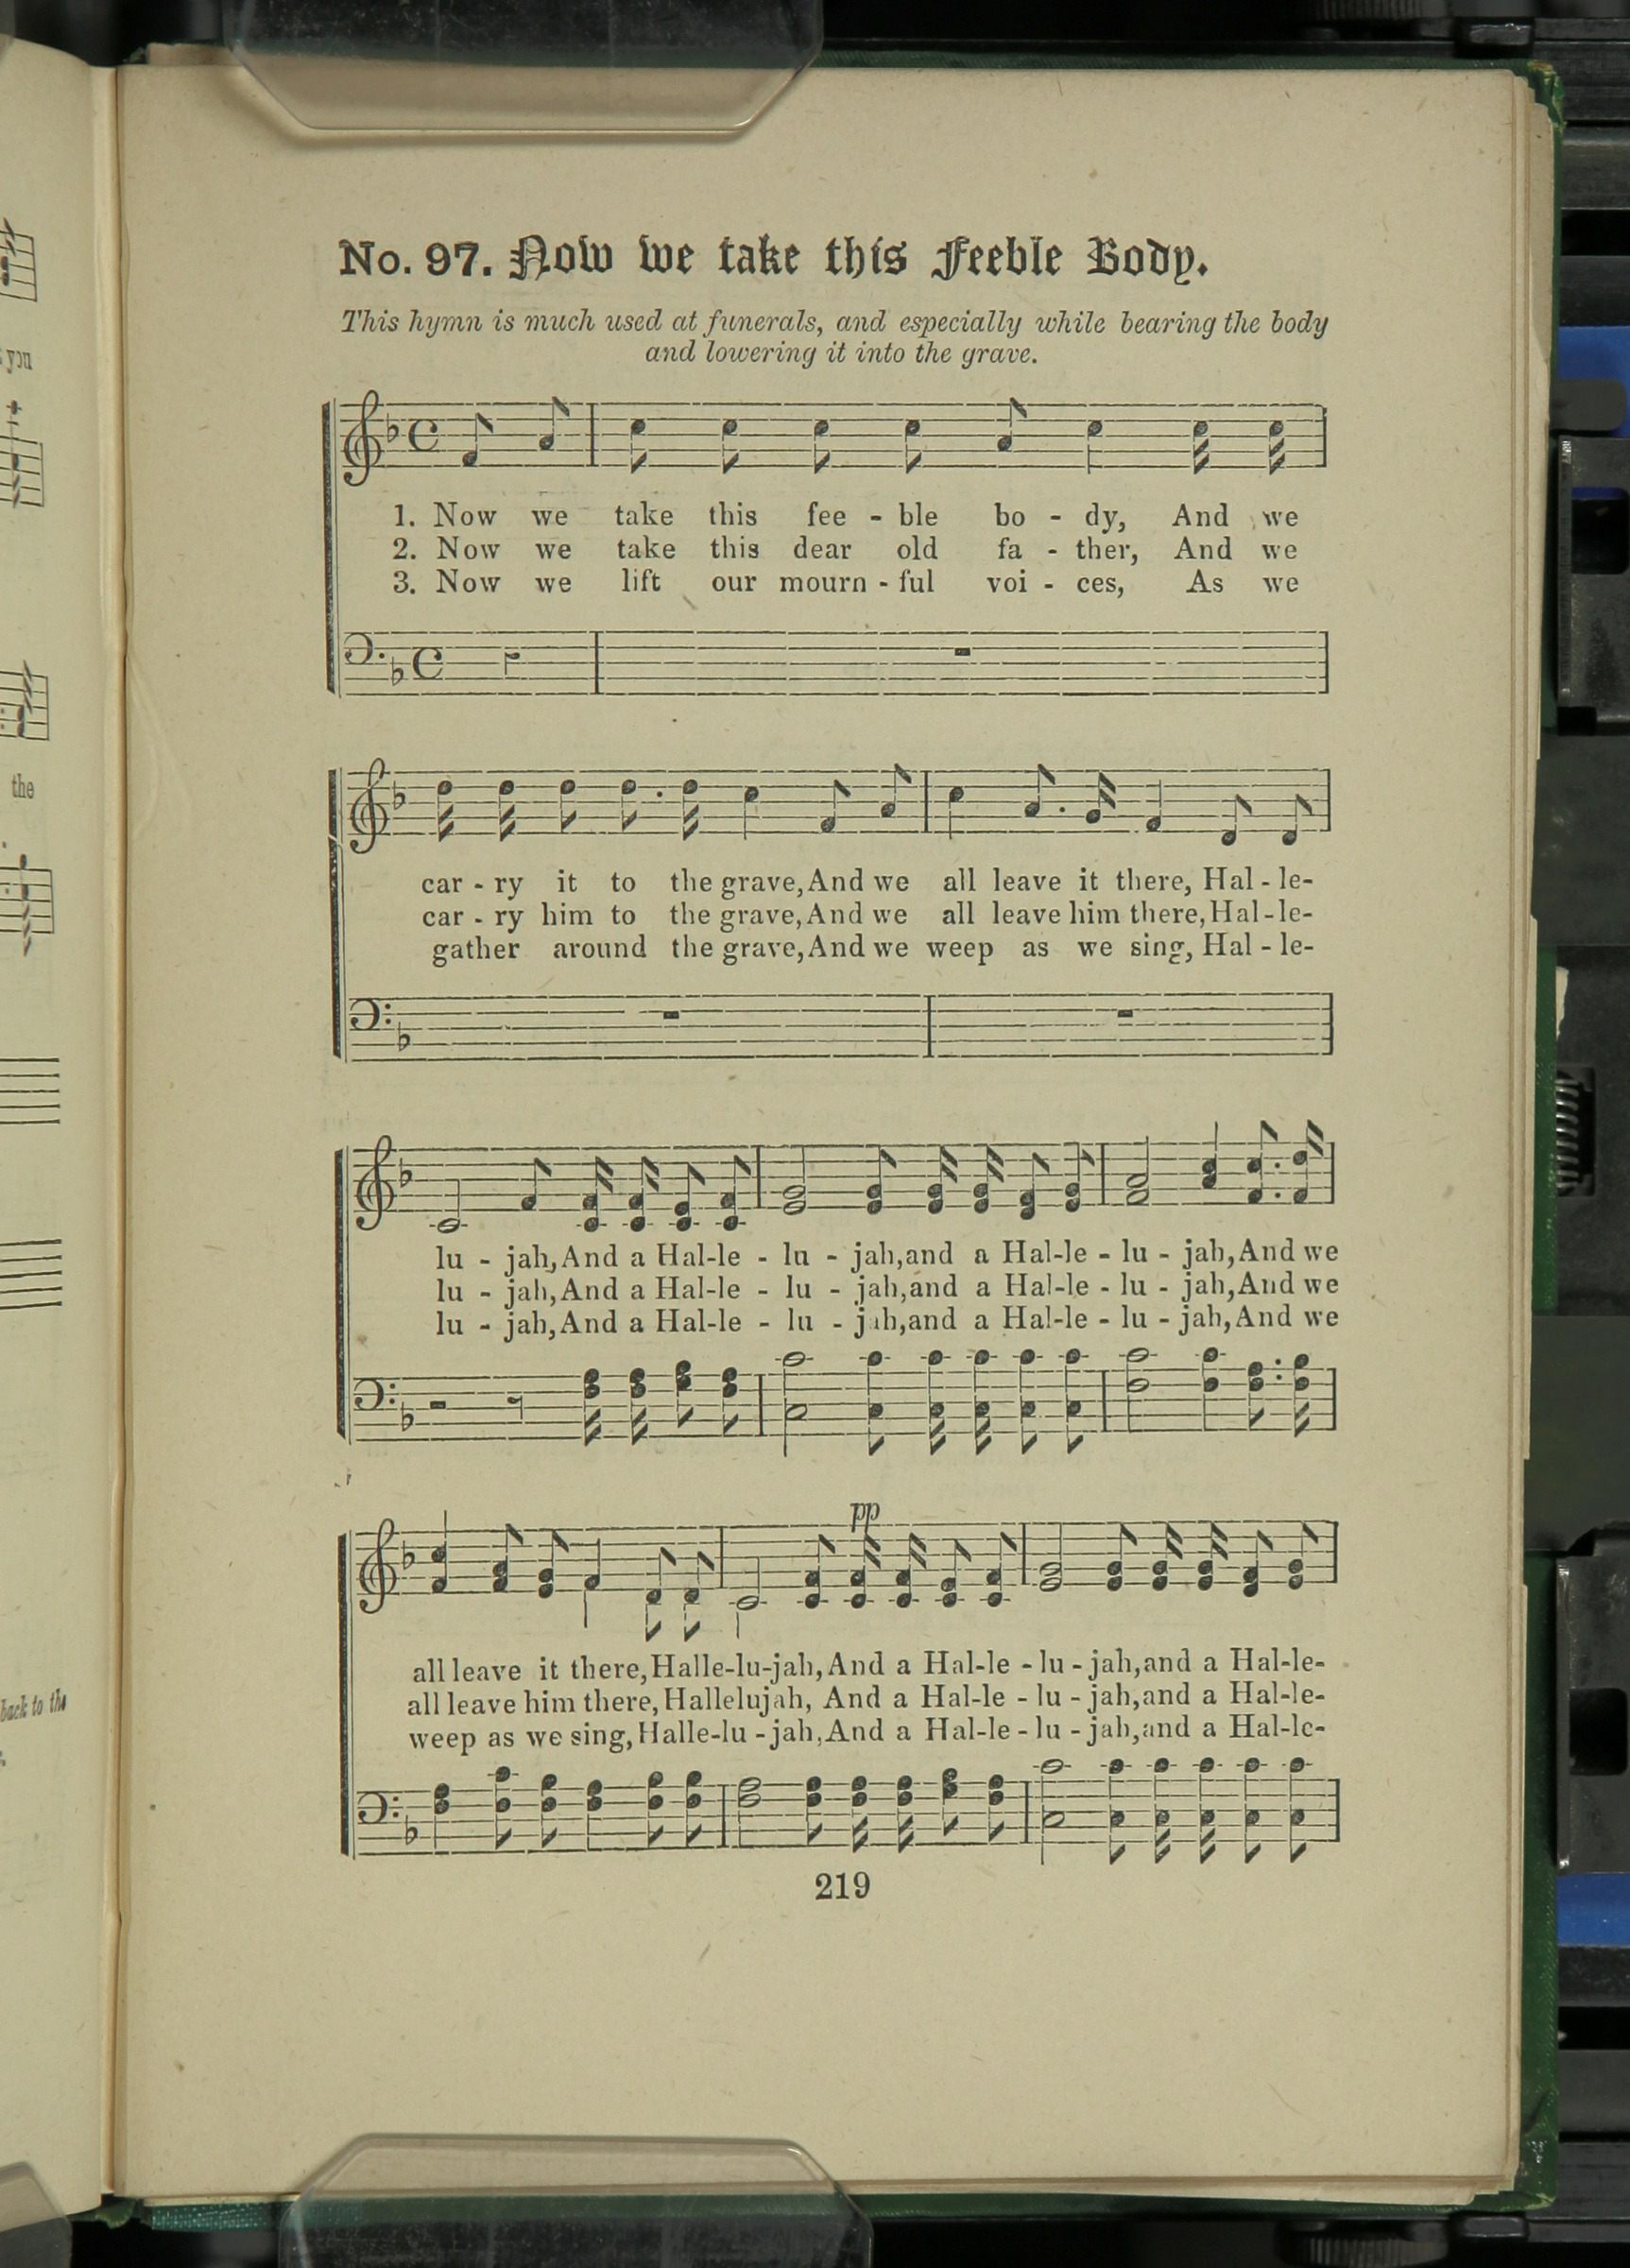 No. 97. Now we take this Feeble Body.
This hymn is much used at funerals, and especially while bearing the body
and lowering it into the grave.
1. Now we take this fee - ble bo - dy, And we
2. Now we take this dear old fa - ther, And we
3. Now we lift our mourn - ful voi - ces, As we
car - ry it to the grave, And we all leave it there, Hal - le-
car - ry him to the grave, And we all leave him there, Hal - le-
gather around the grave, And we weep as we sing, Hal - le-
lu - jah, And a Hal-le - lu - jah, and a Hal-le - lu - jah, And we
lu - jah, And a Hal-le - lu - jah, and a Hal-le - lu - jah, And we
lu - jah, And a Hal-le - lu - jah, and a Hal-le - lu - jah, And we
pp
all leave it there, Halle-lu-jah, And a Hal-le - lu - jah, and a Hal-le-
all leave him there, Hallelujah, And a Hal-le - lu - jah, and a Hal-le-
weep as we sing, Halle-lu - jah, And a Hal-le - lu - jah, and a Hal-le-
219
you
the
back to the